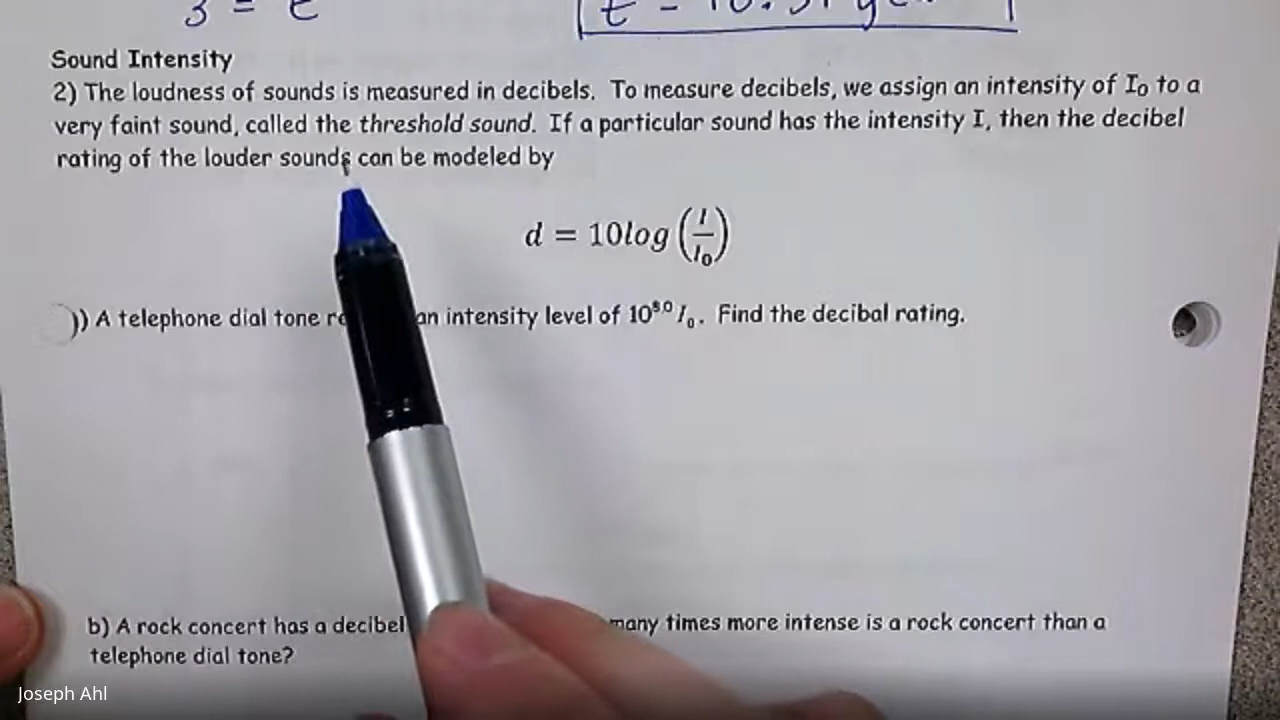 3 = e
t = 10.51 ye
Sound Intensity
2) The loudness of sounds is measured in decibels. To measure decibels, we assign an intensity of I₀ to a
very faint sound, called the threshold sound. If a particular sound has the intensity I, then the decibel
rating of the louder sounds can be modeled by
d = 10log (I/I₀)
) A telephone dial tone an intensity level of I₀. Find the decibal rating.
b) A rock concert has a decibel many times more intense is a rock concert than a
telephone dial tone?
Joseph Ahl